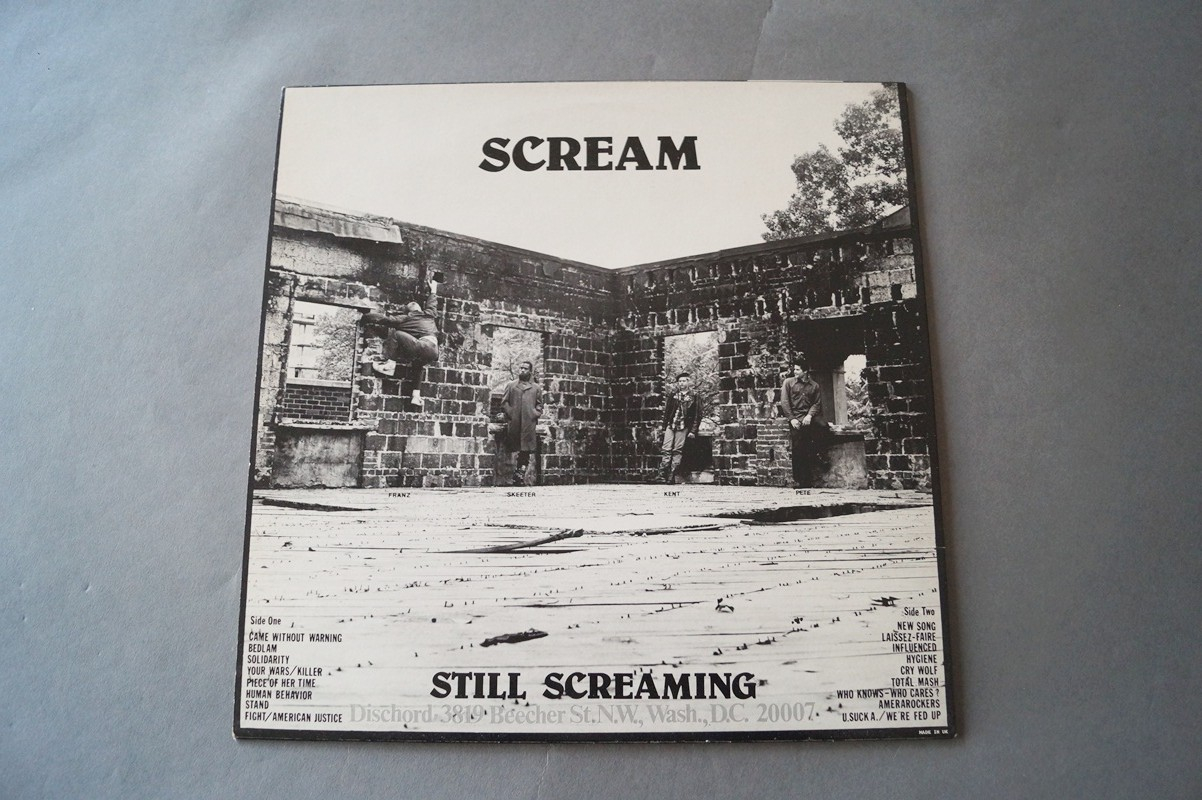 SCREAM
FRANZ SKEETER KENT PETE
Side One
CAME WITHOUT WARNING
BEDLAM
SOLIDARITY
YOUR WARS/KILLER
PIECE OF HER TIME
HUMAN BEHAVIOR
STAND
FIGHT/AMERICAN JUSTICE
Side Two
NEW SONG
LAISSEZ-FAIRE
INFLUENCED
HYGIENE
CRY WOLF
TOTAL MASH
WHO KNOWS-WHO CARES?
AMERAROCKERS
U.SUCK A./WE'RE FED UP
STILL SCREAMING
Dischord 3819 Beecher St. N.W., Wash., D.C. 20007
MADE IN UK